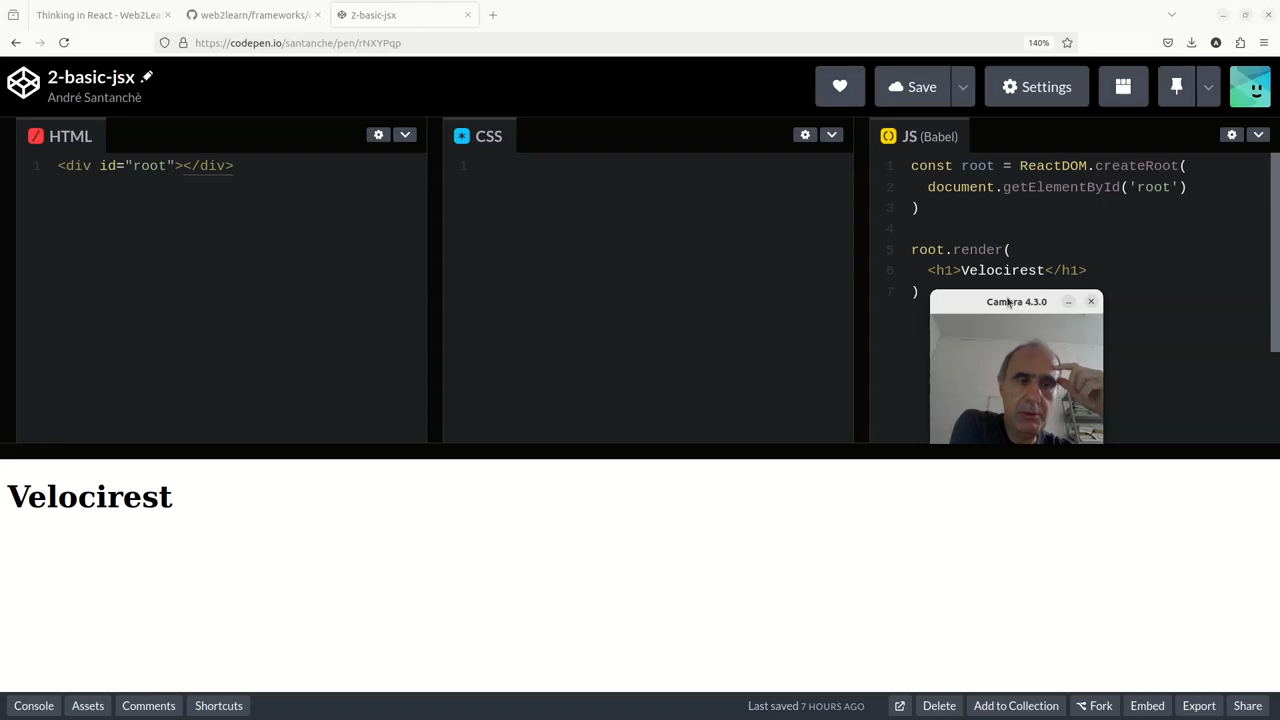 Thinking in React - Web2Lea
web2learn/frameworks/r
2-basic-jsx
https://codepen.io/santanche/pen/rNXYPqp
140%
2-basic-jsx
André Santanchè
Save
Settings
HTML
CSS
JS (Babel)
1 <div id="root"></div>
1
1 const root = ReactDOM.createRoot(
2 document.getElementById('root')
3 )
4
5 root.render(
6 <h1>Velocirest</h1>
7 )
Camera 4.3.0
Velocirest
Console
Assets
Comments
Shortcuts
Last saved 7 HOURS AGO
Delete
Add to Collection
Fork
Embed
Export
Share